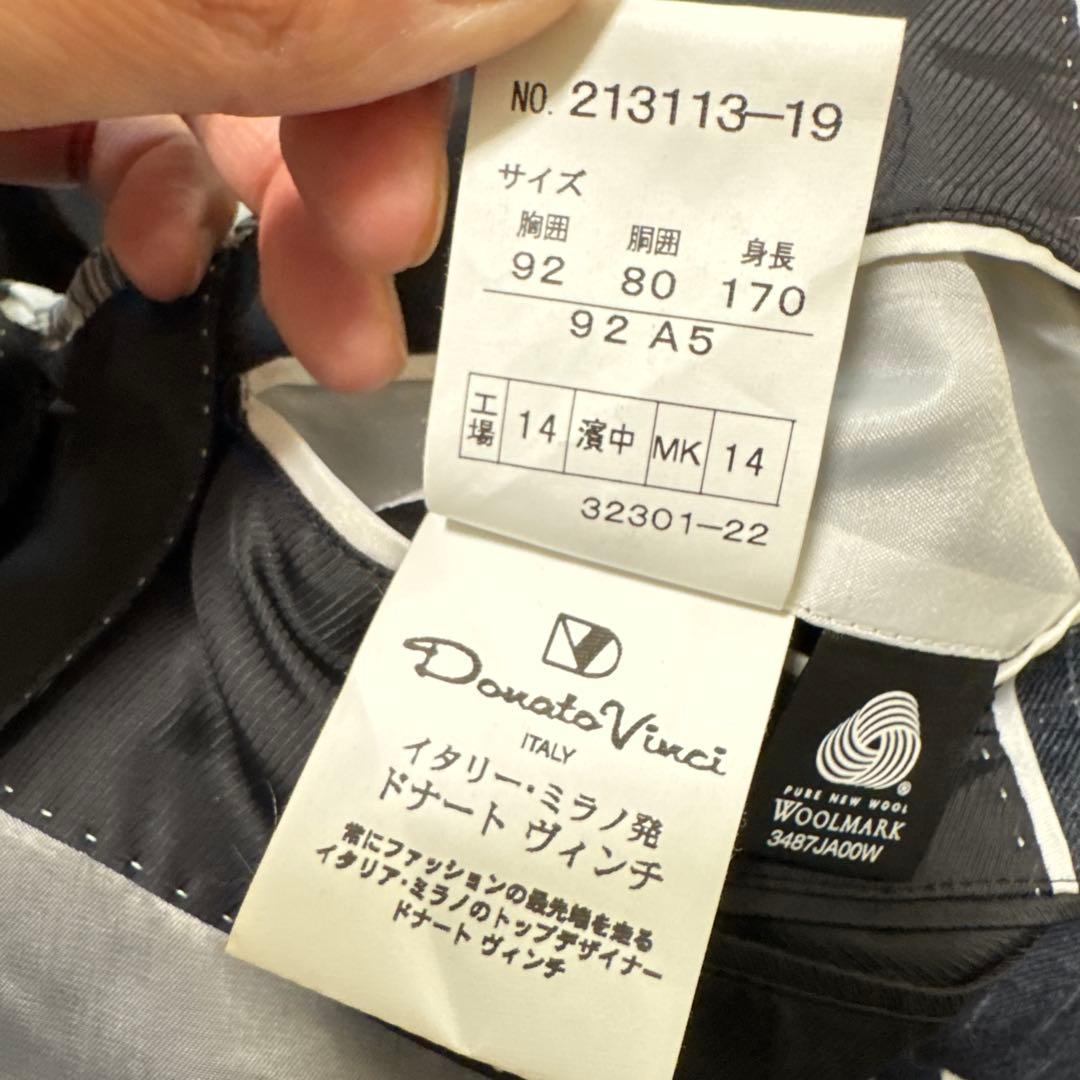 NO. 213113-19
サイズ
胸囲 胴囲 身長
92 80 170
92 A5
工場 14 濱中 MK 14
32301-22
Donato Vinci
ITALY
イタリー・ミラノ発
ドナート ヴィンチ
常にファッションの最先端を走る
イタリア・ミラノのトップデザイナー
ドナート ヴィンチ
PURE NEW WOOL
WOOLMARK
3487JA00W